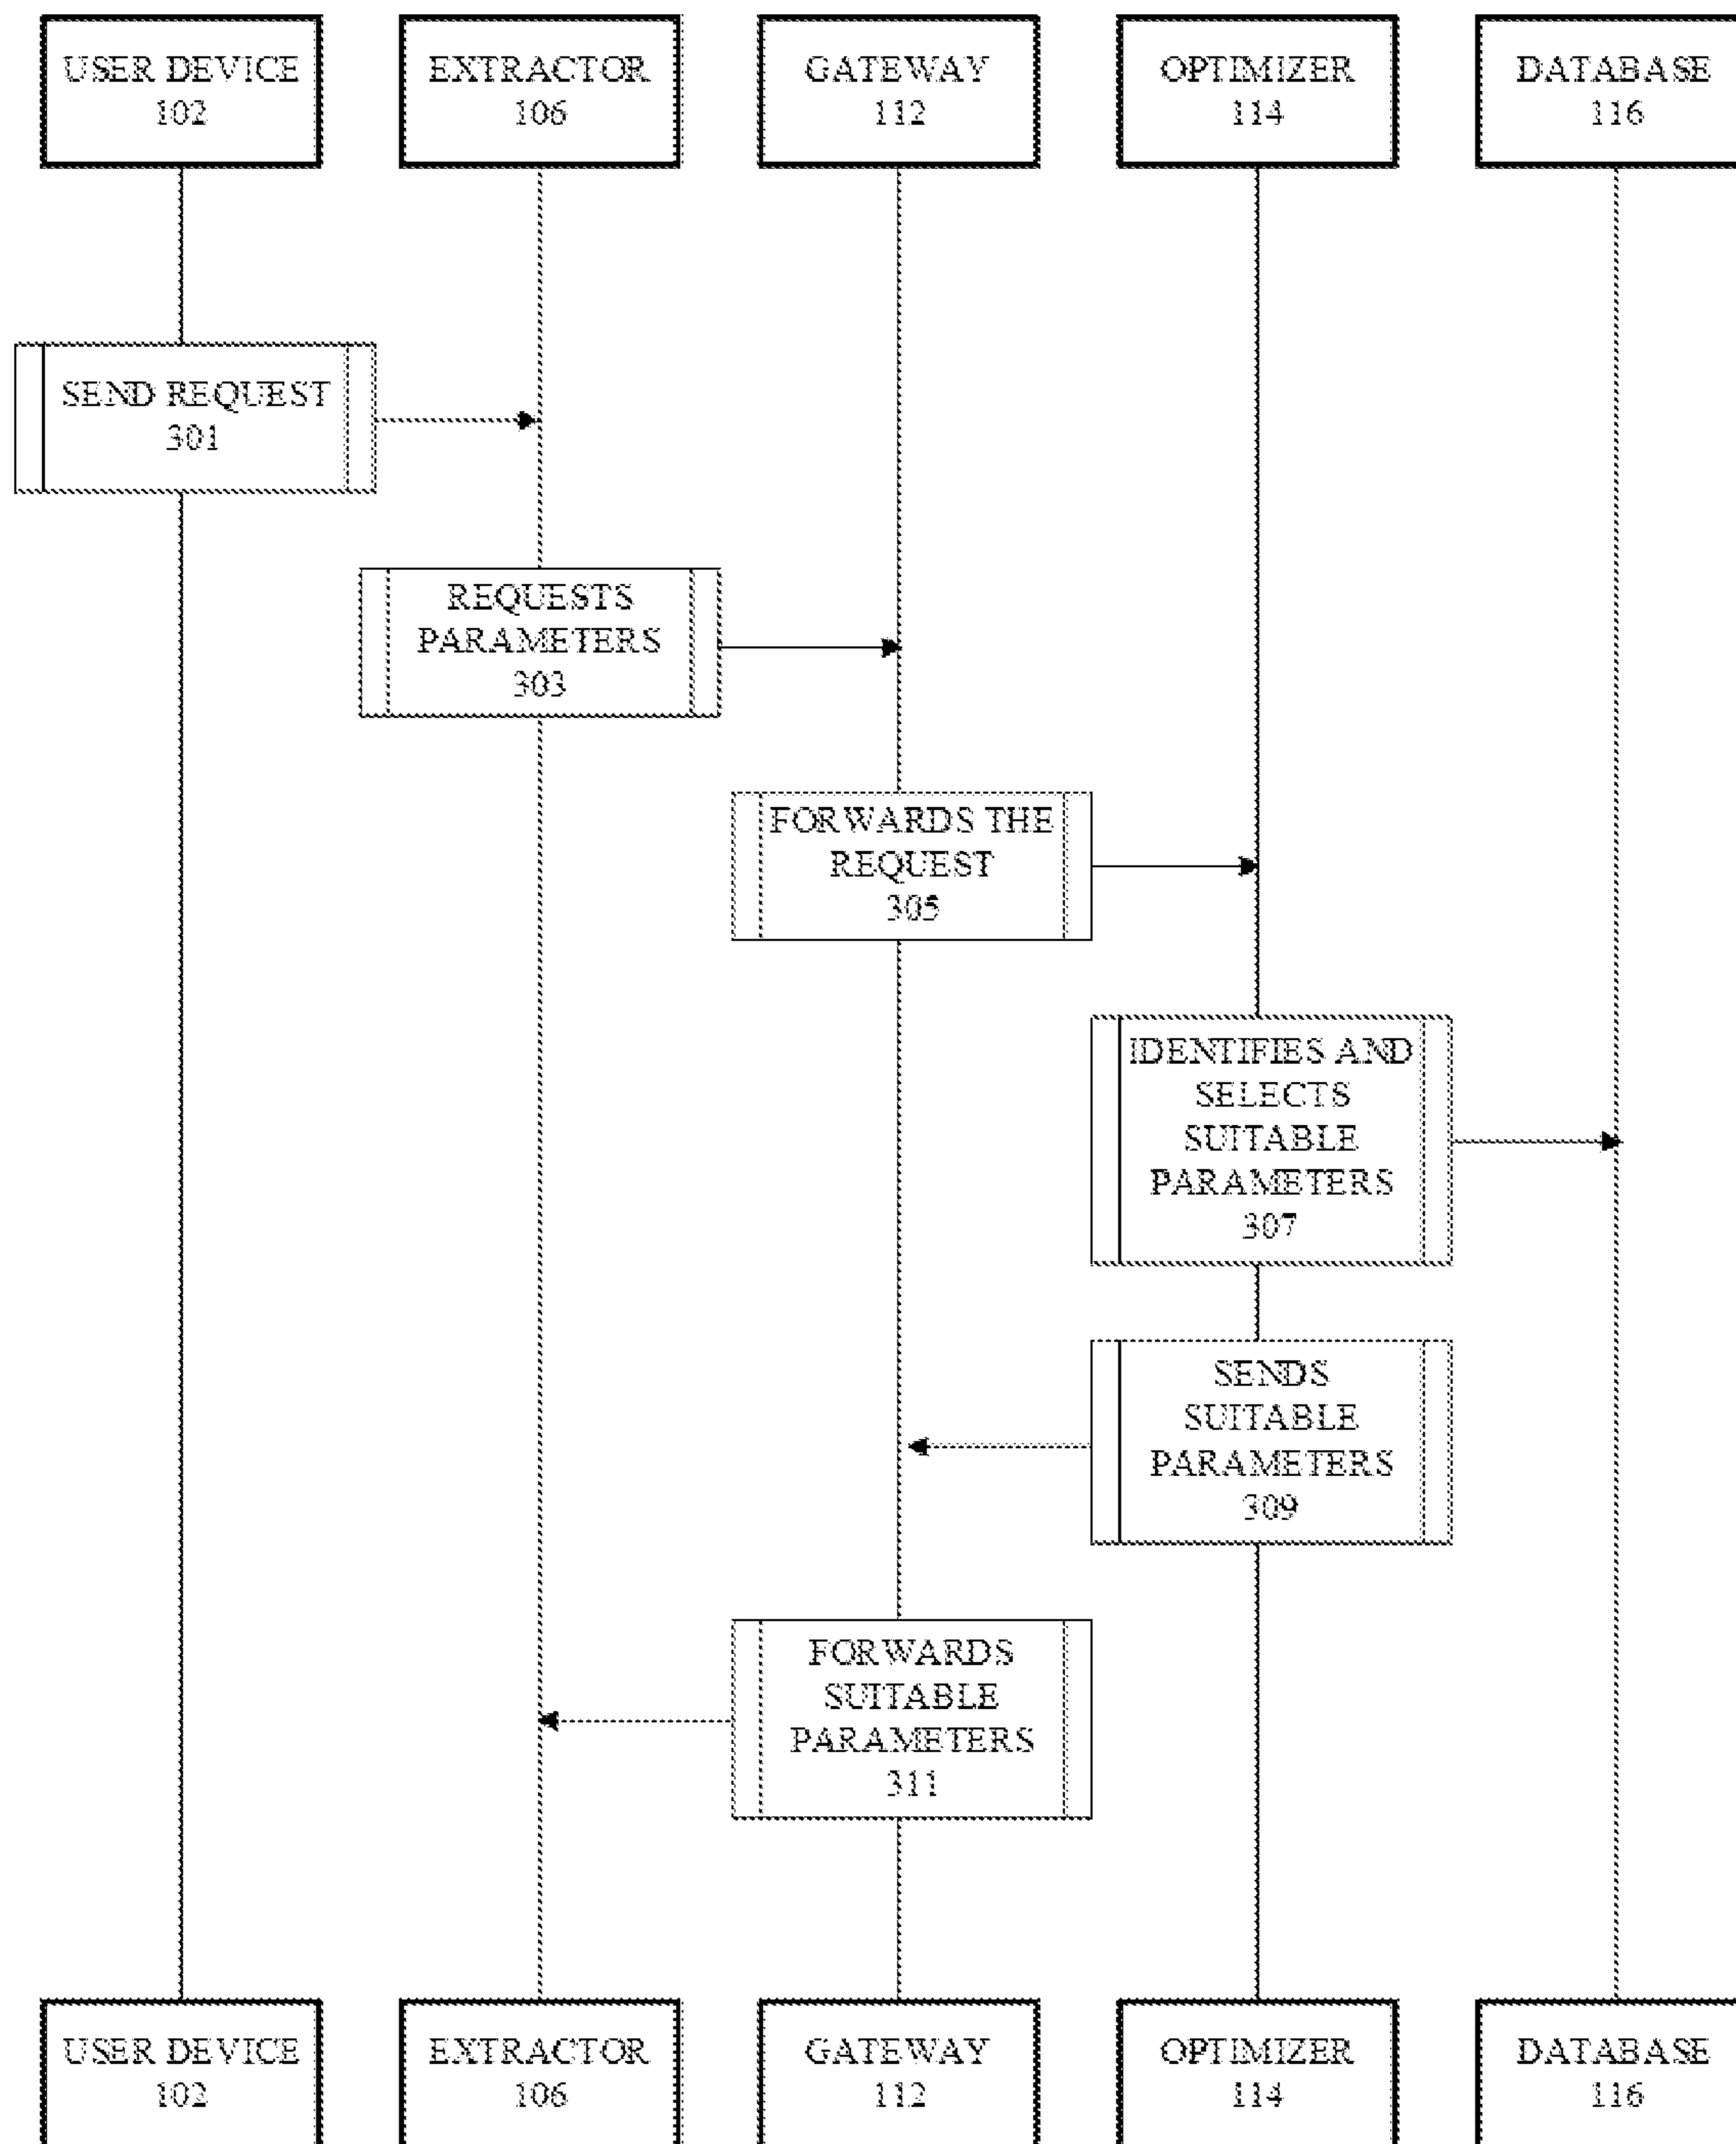 USER DEVICE
102
EXTRACTOR
106
GATEWAY
112
OPTIMIZER
114
DATABASE
116
SEND REQUEST
301
REQUESTS
PARAMETERS
303
FORWARDS THE
REQUEST
305
IDENTIFIES AND
SELECTS
SUITABLE
PARAMETERS
307
SENDS
SUITABLE
PARAMETERS
309
FORWARDS
SUITABLE
PARAMETERS
311
USER DEVICE
102
EXTRACTOR
106
GATEWAY
112
OPTIMIZER
114
DATABASE
116